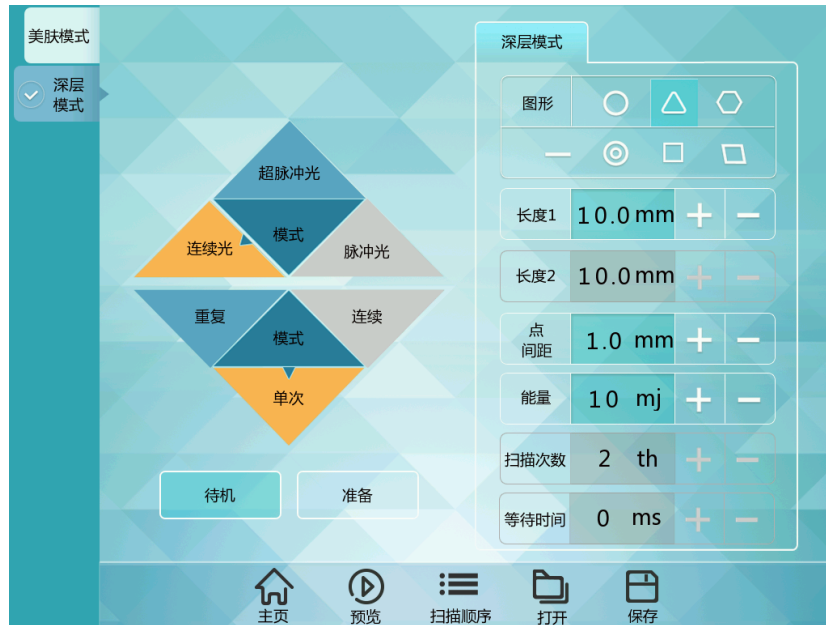 美肤模式
深层
模式
超脉冲光
模式
连续光
脉冲光
重复
模式
连续
单次
待机
准备
深层模式
图形
长度1 10.0 mm + −
长度2 10.0 mm + −
点
间距 1.0 mm + −
能量 10 mj + −
扫描次数 2 th + −
等待时间 0 ms + −
主页
预览
扫描顺序
打开
保存